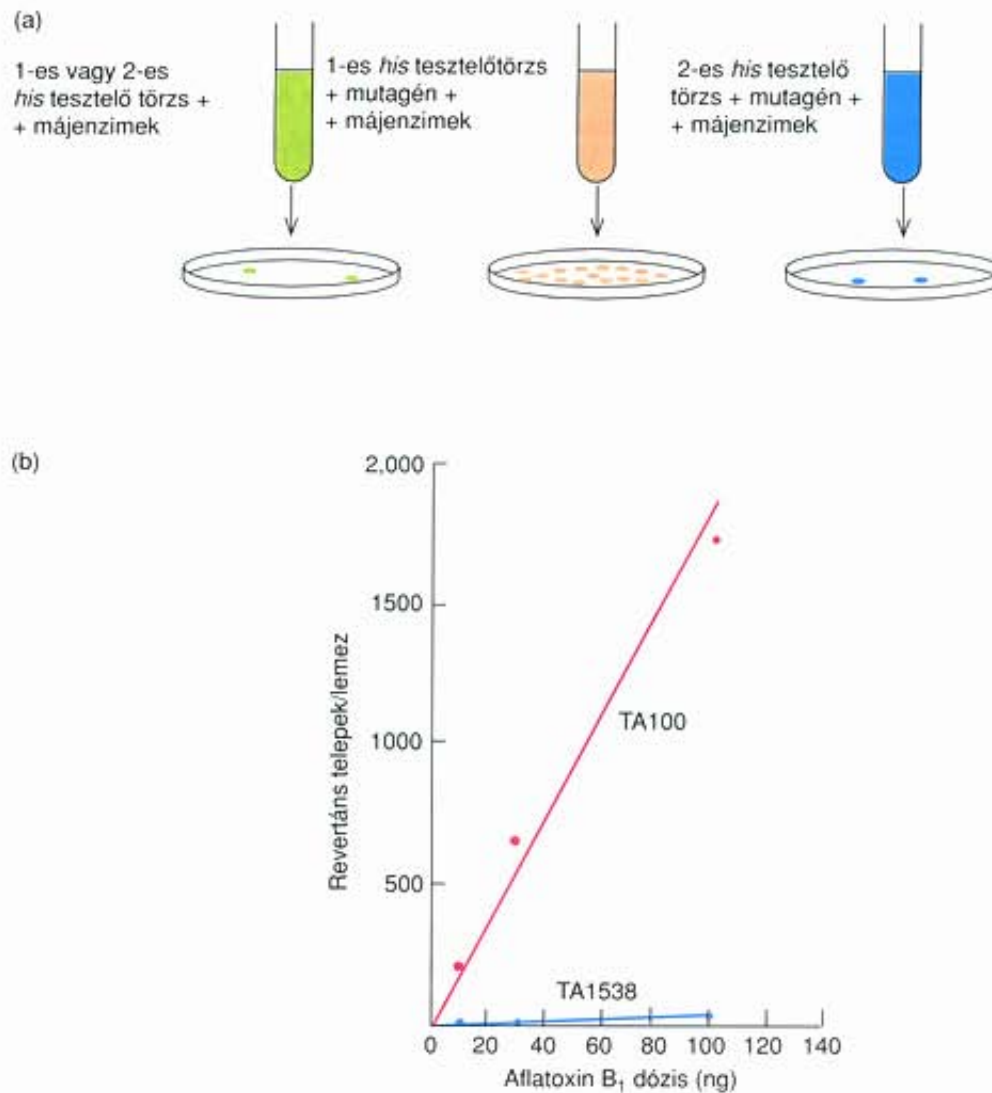 (a)
1-es vagy 2-es
his tesztelő törzs +
+ májenzimek
1-es his tesztelőtörzs
+ mutagén +
+ májenzimek
2-es his tesztelő
törzs + mutagén +
+ májenzimek
(b)
2,000
1500
1000
500
Revertáns telepek/lemez
TA100
TA1538
0 20 40 60 80 100 120 140
Aflatoxin B₁ dózis (ng)